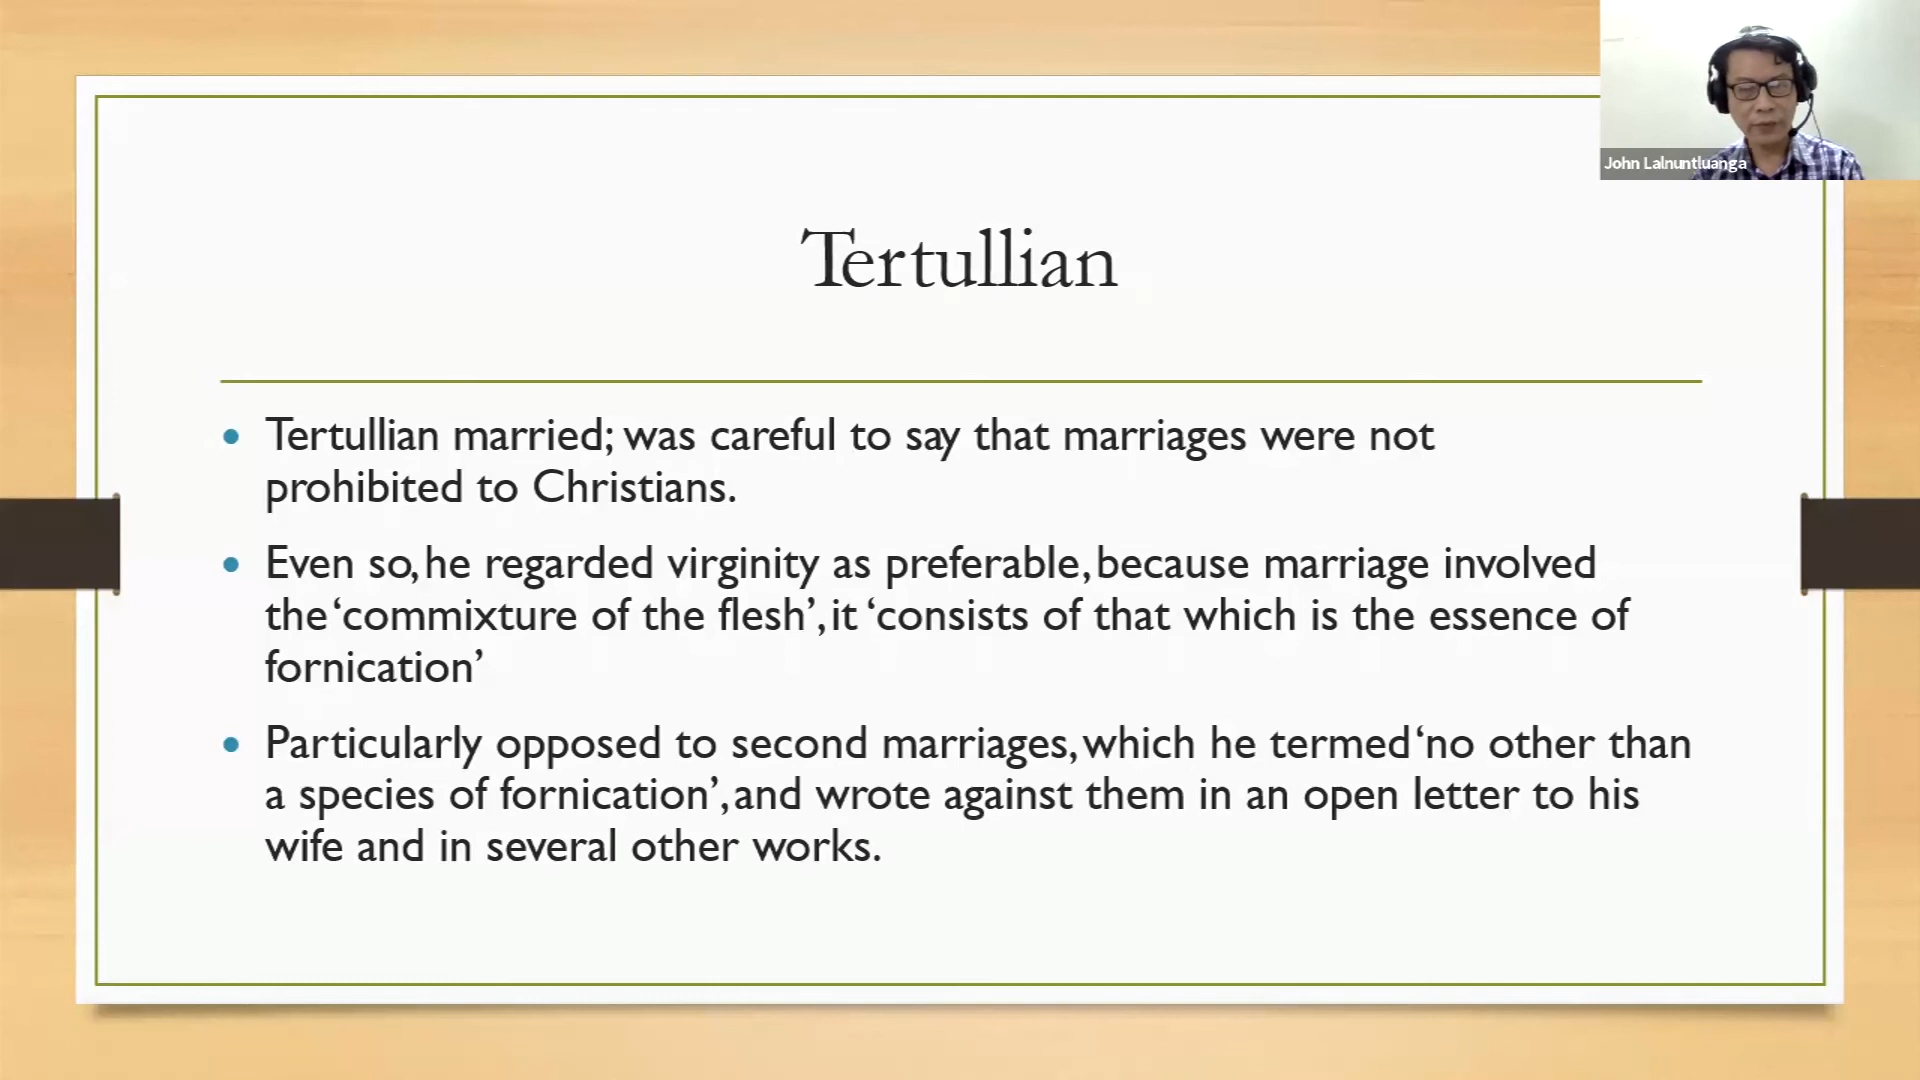 John Lalnuntluanga
Tertullian
• Tertullian married; was careful to say that marriages were not
prohibited to Christians.
• Even so, he regarded virginity as preferable, because marriage involved
the ‘commixture of the flesh’, it ‘consists of that which is the essence of
fornication’
• Particularly opposed to second marriages, which he termed ‘no other than
a species of fornication’, and wrote against them in an open letter to his
wife and in several other works.